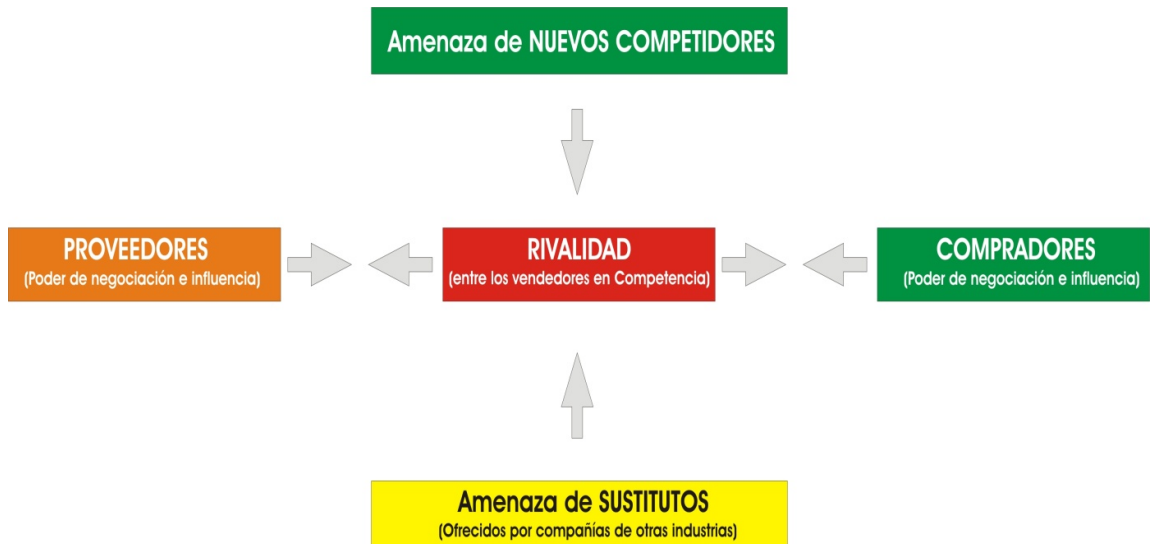 Amenaza de NUEVOS COMPETIDORES
PROVEEDORES
(Poder de negociación e influencia)
RIVALIDAD
(entre los vendedores en Competencia)
COMPRADORES
(Poder de negociación e influencia)
Amenaza de SUSTITUTOS
(Ofrecidos por compañías de otras industrias)